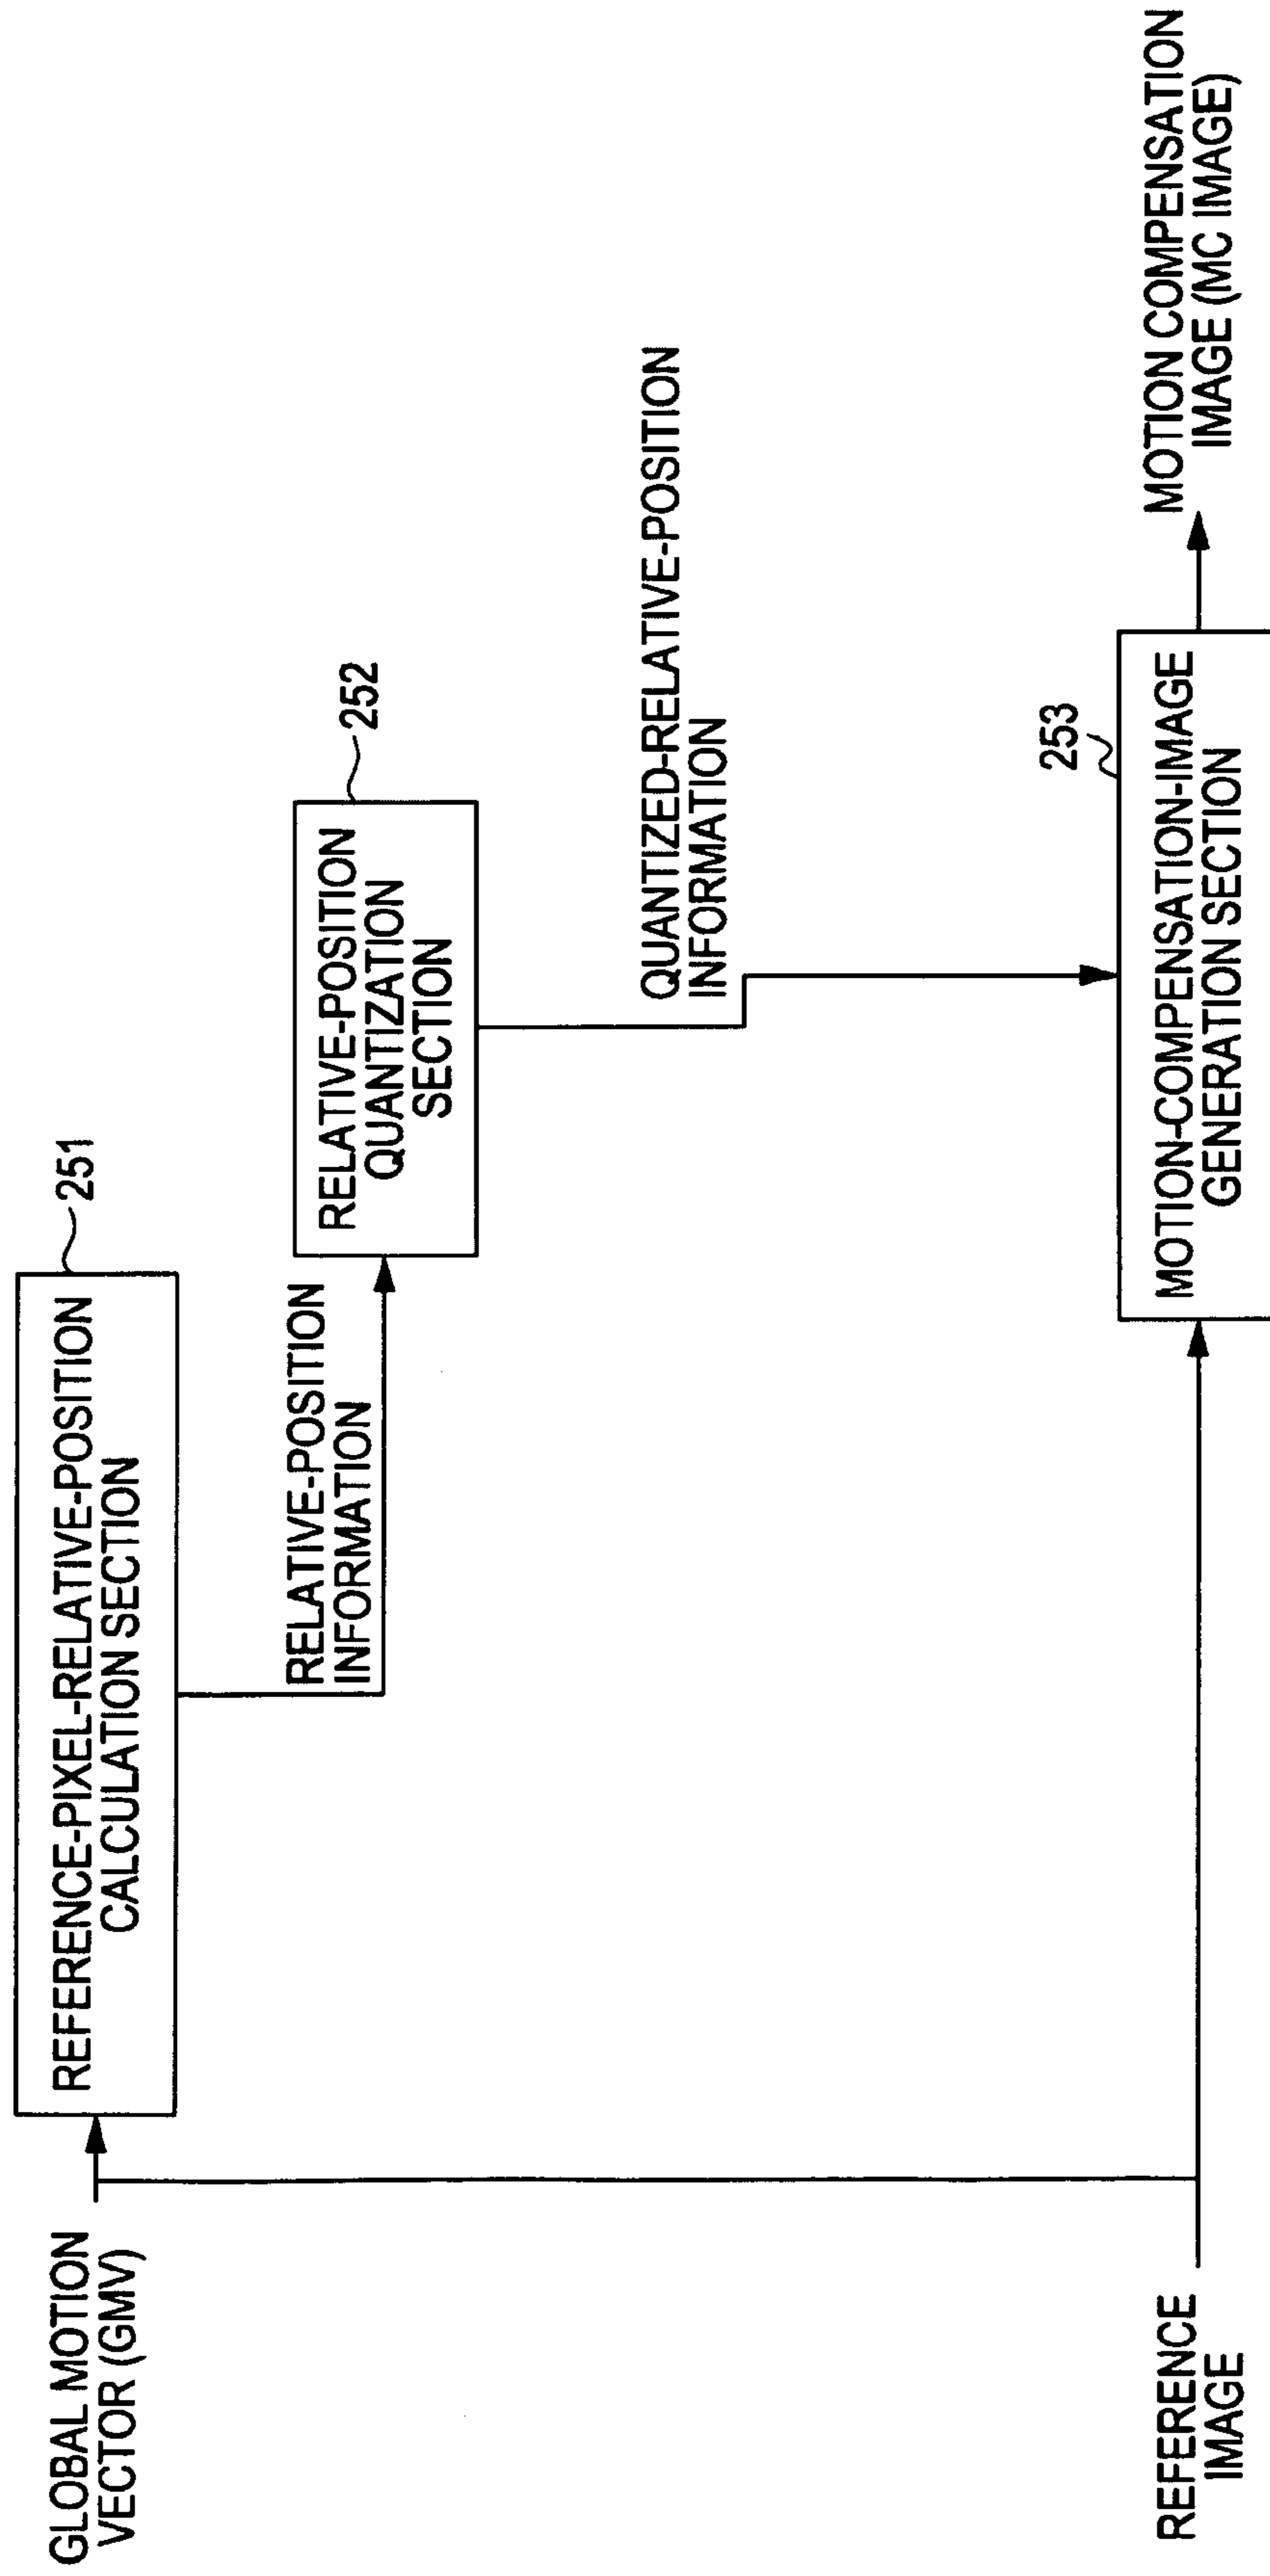 GLOBAL MOTION
VECTOR (GMV)
251
REFERENCE-PIXEL-RELATIVE-POSITION
CALCULATION SECTION
RELATIVE-POSITION
INFORMATION
252
RELATIVE-POSITION
QUANTIZATION
SECTION
QUANTIZED-RELATIVE-POSITION
INFORMATION
REFERENCE
IMAGE
253
MOTION-COMPENSATION-IMAGE
GENERATION SECTION
MOTION COMPENSATION
IMAGE (MC IMAGE)